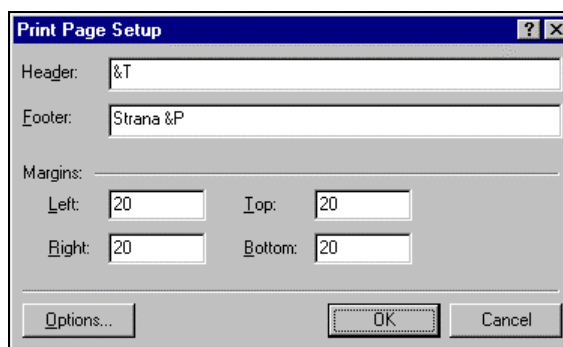 Print Page Setup
Header: &T
Footer: Strana &P
Margins:
Left: 20 Top: 20
Right: 20 Bottom: 20
Options... OK Cancel